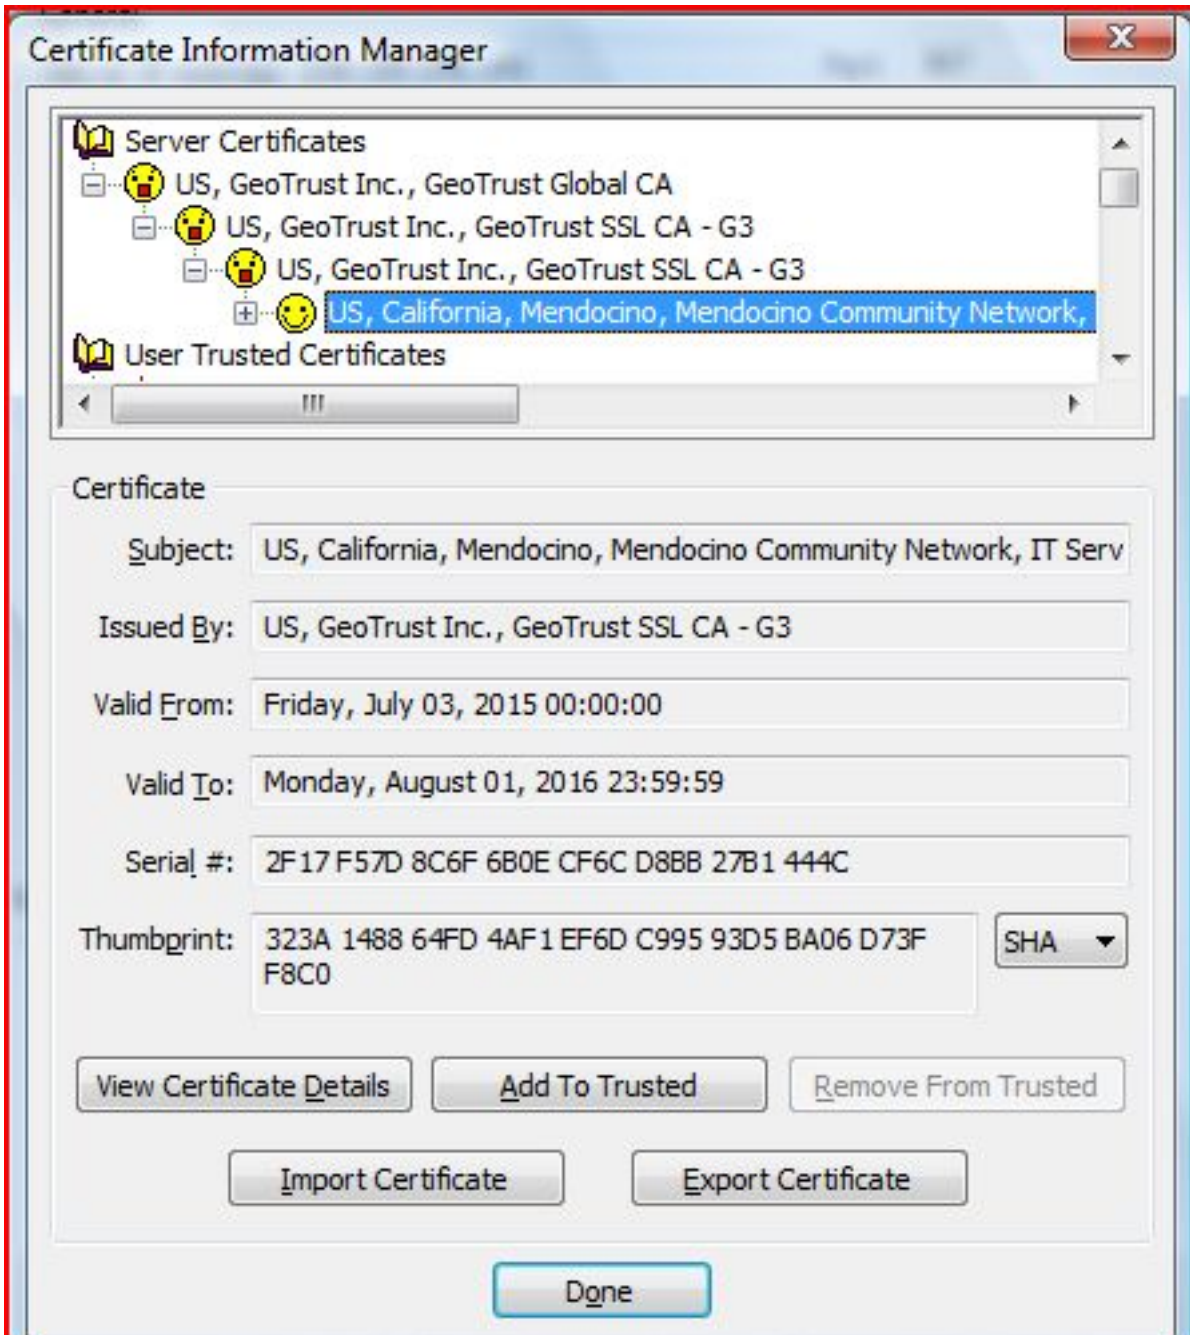 Certificate Information Manager
Server Certificates
US, GeoTrust Inc., GeoTrust Global CA
US, GeoTrust Inc., GeoTrust SSL CA - G3
US, GeoTrust Inc., GeoTrust SSL CA - G3
US, California, Mendocino, Mendocino Community Network,
User Trusted Certificates
Certificate
Subject: US, California, Mendocino, Mendocino Community Network, IT Serv
Issued By: US, GeoTrust Inc., GeoTrust SSL CA - G3
Valid From: Friday, July 03, 2015 00:00:00
Valid To: Monday, August 01, 2016 23:59:59
Serial #: 2F17 F57D 8C6F 6B0E CF6C D8BB 27B1 444C
Thumbprint: 323A 1488 64FD 4AF1 EF6D C995 93D5 BA06 D73F SHA
F8C0
View Certificate Details Add To Trusted Remove From Trusted
Import Certificate Export Certificate
Done